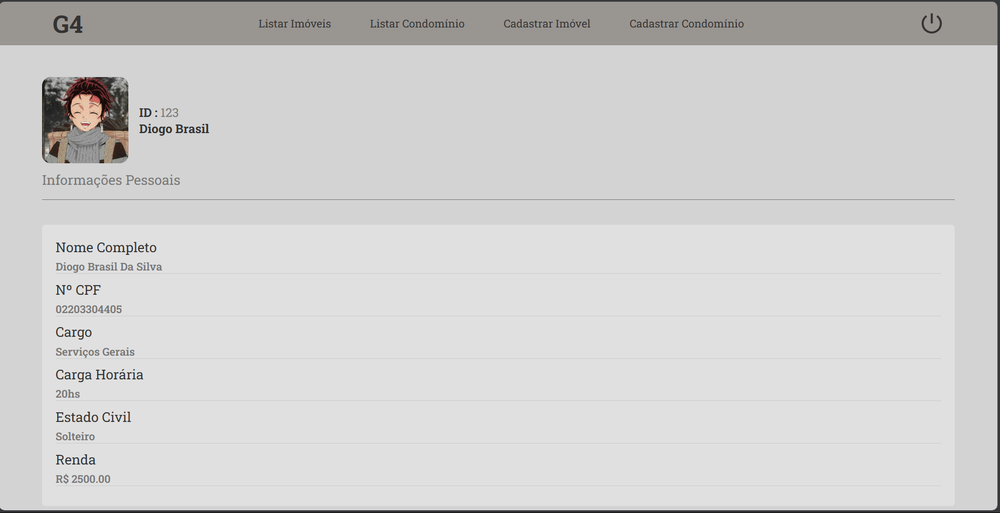 G4
Listar Imóveis
Listar Condomínio
Cadastrar Imóvel
Cadastrar Condomínio
ID : 123
Diogo Brasil
Informações Pessoais
Nome Completo
Diogo Brasil Da Silva
Nº CPF
02203304405
Cargo
Serviços Gerais
Carga Horária
20hs
Estado Civil
Solteiro
Renda
R$ 2500.00